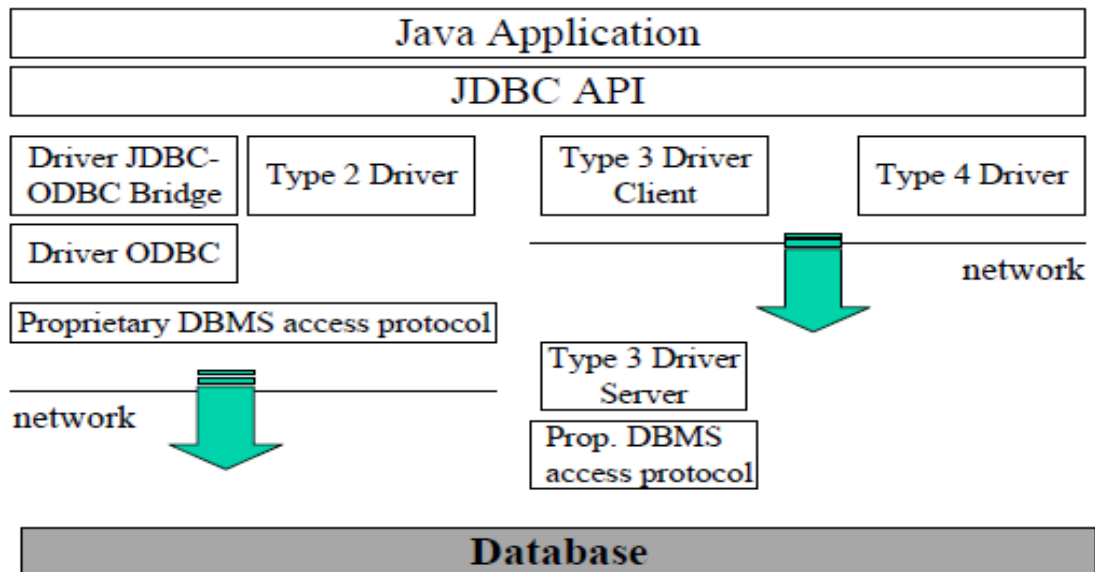 Java Application
JDBC API
Driver JDBC-
ODBC Bridge
Type 2 Driver
Type 3 Driver
Client
Type 4 Driver
Driver ODBC
network
Proprietary DBMS access protocol
Type 3 Driver
Server
network
Prop. DBMS
access protocol
Database